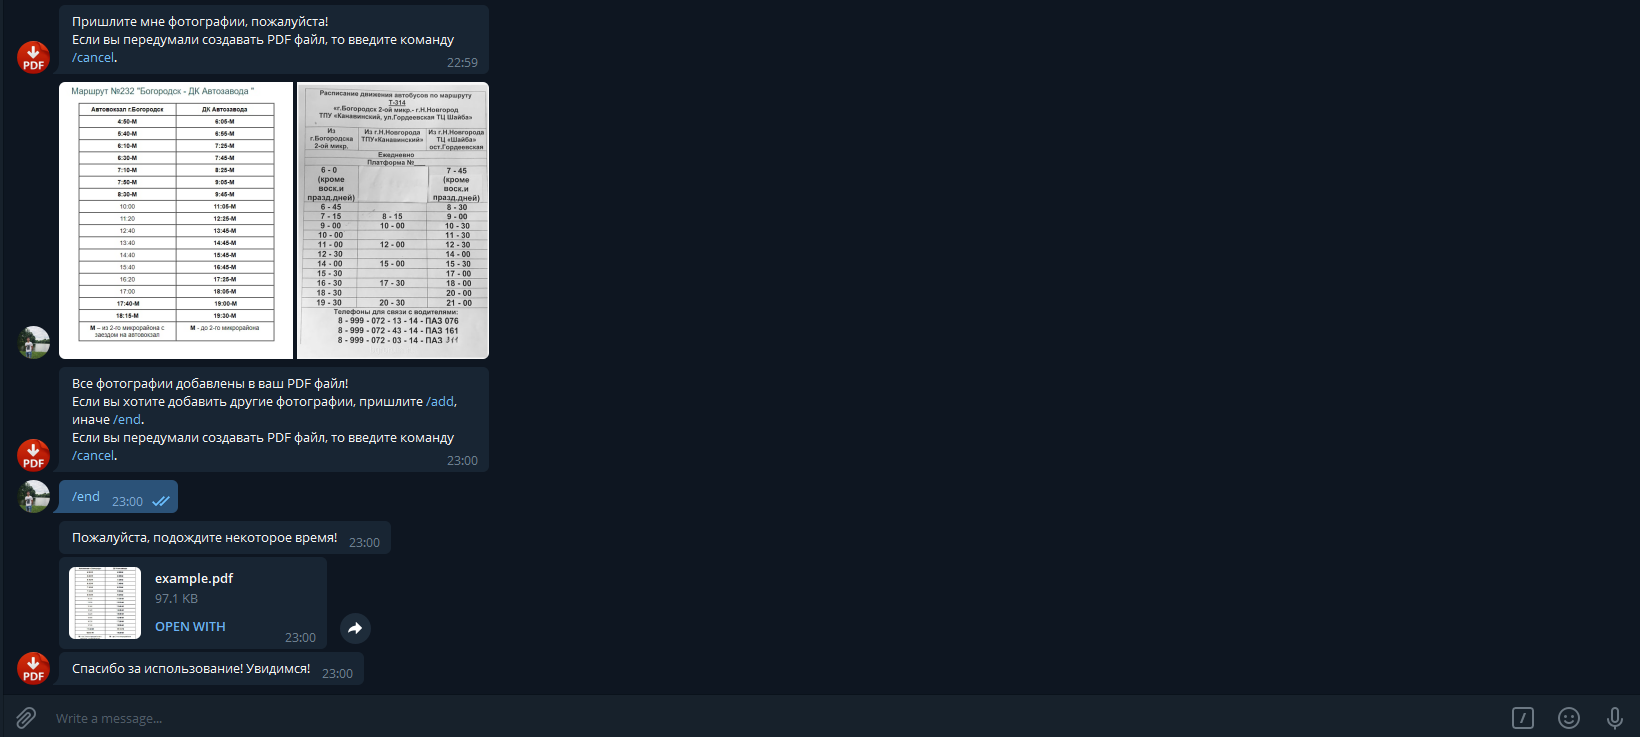 Пришлите мне фотографии, пожалуйста!
Если вы передумали создавать PDF файл, то введите команду
/cancel.
22:59
PDF
Маршрут №232 "Богородск - ДК Автозавода "
Автовокзал г.Богородск ДК Автозавода
4:50-М 6:05-М
5:40-М 6:55-М
6:10-М 7:25-М
6:30-М 7:45-М
7:10-М 8:25-М
7:50-М 9:05-М
8:30-М 9:45-М
10:00 11:05-М
11:20 12:25-М
12:40 13:45-М
13:40 14:45-М
14:40 15:45-М
15:40 16:45-М
16:20 17:25-М
17:00 18:05-М
17:40-М 19:00-М
18:15-М 19:30-М
М – из 2-го микрорайона с
заездом на автовокзал
М - до 2-го микрорайона
Расписание движения автобусов по маршруту
Т-314
«г.Богородск 2-ой микр.- г.Н.Новгород
ТПУ «Канавинский, ул.Гордеевская ТЦ Шайба»
Из
г.Богородска
2-ой микр.
Из г.Н.Новгорода
ТПУ«Канавинский»
Из г.Н.Новгорода
ТЦ «Шайба»
ост.Гордеевская
Ежедневно
Платформа №___
6 - 0
(кроме
воск.и
празд.дней)
7 - 45
(кроме
воск.и
празд.дней)
6 - 45 8 - 30
7 - 15 8 - 15 9 - 00
9 - 00 10 - 00 10 - 30
10 - 00 11 - 30
11 - 00 12 - 00 12 - 30
12 - 30 14 - 00
14 - 00 15 - 00 15 - 30
15 - 30 17 - 00
16 - 30 17 - 30 18 - 00
18 - 30 20 - 00
19 - 30 20 - 30 21 - 00
Телефоны для связи с водителями:
8 - 999 - 072 - 13 - 14 - ПАЗ 076
8 - 999 - 072 - 43 - 14 - ПАЗ 161
8 - 999 - 072 - 03 - 14 - ПАЗ 311
Все фотографии добавлены в ваш PDF файл!
Если вы хотите добавить другие фотографии, пришлите /add,
иначе /end.
Если вы передумали создавать PDF файл, то введите команду
/cancel.
23:00
PDF
/end 23:00
Пожалуйста, подождите некоторое время! 23:00
example.pdf
97.1 KB
OPEN WITH
23:00
Спасибо за использование! Увидимся! 23:00
PDF
Write a message...